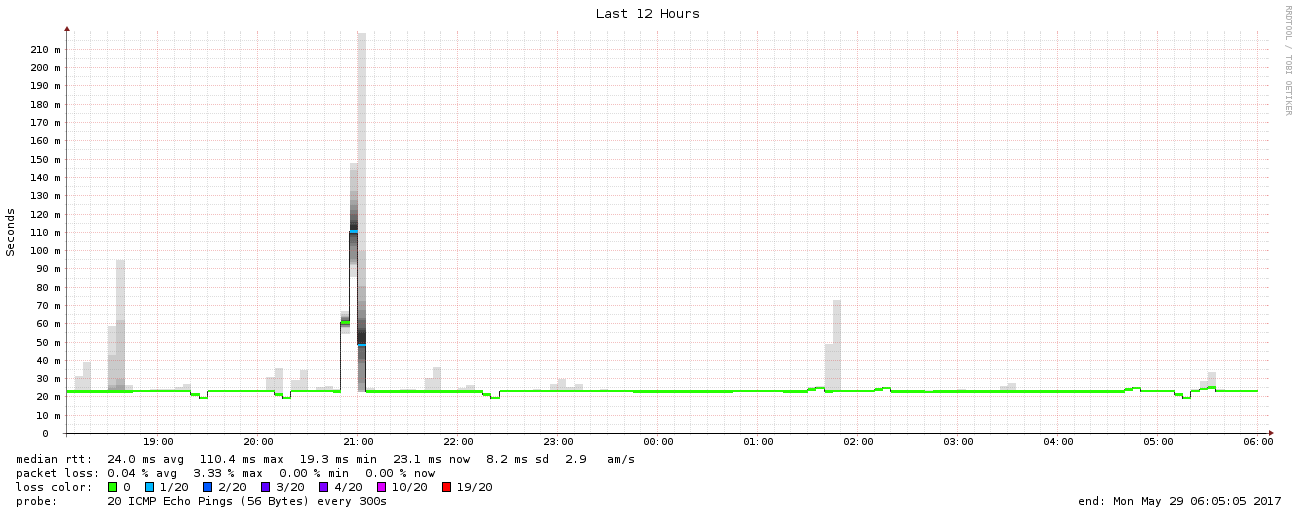 Last 12 Hours
RRDTOOL / TOBI OETIKER
Seconds
210 m
200 m
190 m
180 m
170 m
160 m
150 m
140 m
130 m
120 m
110 m
100 m
90 m
80 m
70 m
60 m
50 m
40 m
30 m
20 m
10 m
0
19:00 20:00 21:00 22:00 23:00 00:00 01:00 02:00 03:00 04:00 05:00 06:00
median rtt: 24.0 ms avg 110.4 ms max 19.3 ms min 23.1 ms now 8.2 ms sd 2.9 am/s
packet loss: 0.04 % avg 3.33 % max 0.00 % min 0.00 % now
loss color: 0 1/20 2/20 3/20 4/20 10/20 19/20
probe: 20 ICMP Echo Pings (56 Bytes) every 300s end: Mon May 29 06:05:05 2017